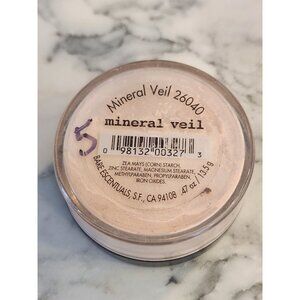 Mineral Veil 26040
mineral veil
5
0 98132 00327 3
ZEA MAYS (CORN) STARCH,
ZINC STEARATE, MAGNESIUM STEARATE,
METHYLPARABEN, PROPYLPARABEN,
IRON OXIDES.
BARE ESCENTUALS, S.F., CA 94108 .47 oz / 13.5g